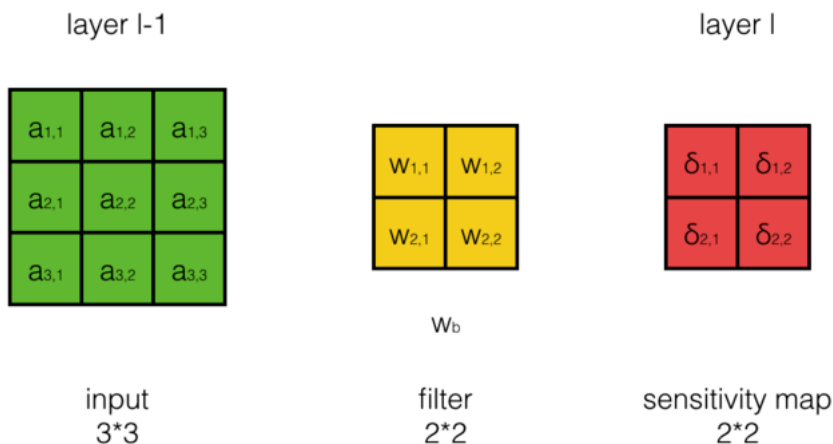 layer l-1
layer l
a1,1 a1,2 a1,3
a2,1 a2,2 a2,3
a3,1 a3,2 a3,3
w1,1 w1,2
w2,1 w2,2
δ1,1 δ1,2
δ2,1 δ2,2
wb
input
3*3
filter
2*2
sensitivity map
2*2